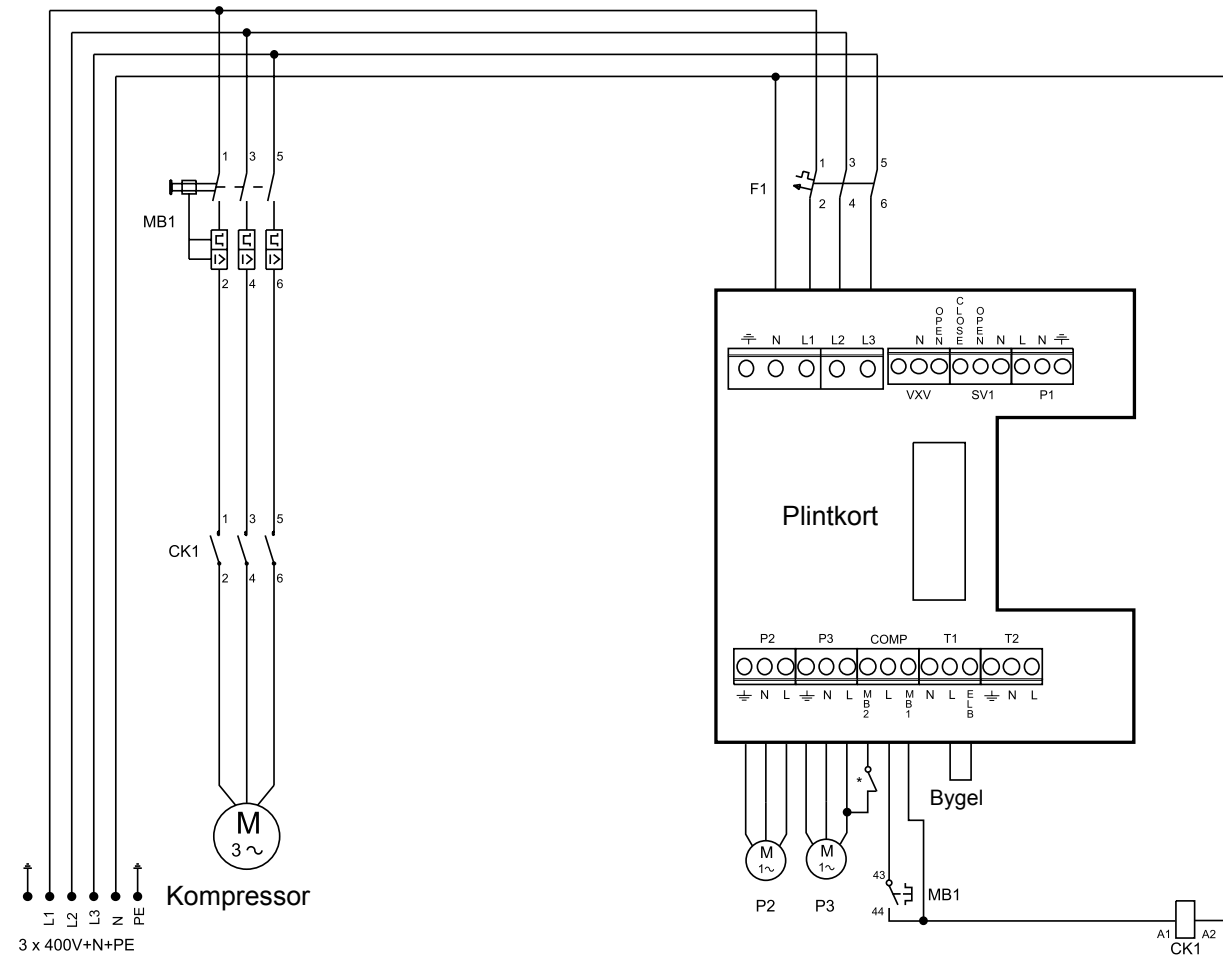 1 3 5
MB1
I> I> I>
2 4 6
1 3 5
F1
2 4 6
N L1 L2 L3
N OPEN CLOSE OPEN N L N
VXV SV1 P1
Plintkort
1 3 5
CK1
2 4 6
P2 P3 COMP T1 T2
N L N L MB2 L MB1 N L ELB N L
*
Bygel
M
3~
Kompressor
M
1~
P2
M
1~
P3
43
MB1
44
A1 A2
CK1
L1 L2 L3 N PE
3 x 400V+N+PE